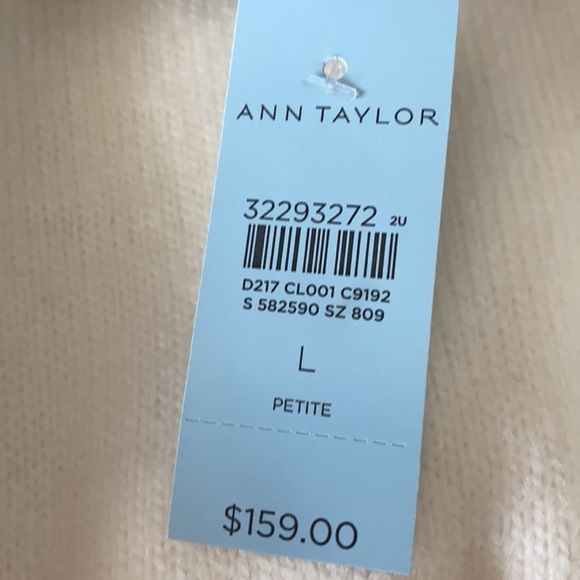 ANN TAYLOR
32293272 2U
D217 CL001 C9192
S 582590 SZ 809
L
PETITE
$159.00